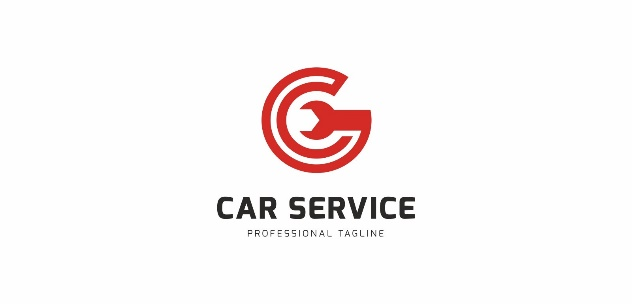 CAR SERVICE
PROFESSIONAL TAGLINE